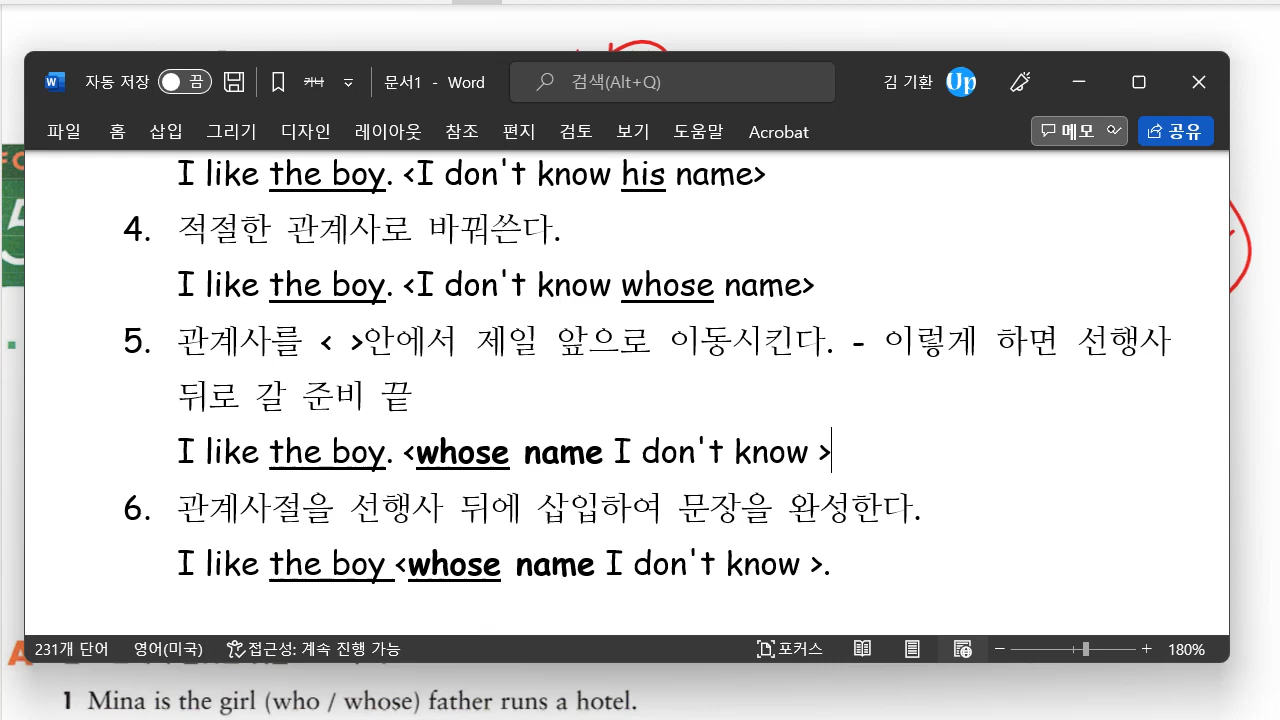 자동 저장 끔 문서1 - Word 검색(Alt+Q) 김 기환 Up
파일 홈 삽입 그리기 디자인 레이아웃 참조 편지 검토 보기 도움말 Acrobat 메모 공유
I like the boy. <I don't know his name>
4. 적절한 관계사로 바꿔쓴다.
I like the boy. <I don't know whose name>
5. 관계사를 < >안에서 제일 앞으로 이동시킨다. - 이렇게 하면 선행사
뒤로 갈 준비 끝
I like the boy. <whose name I don't know >
6. 관계사절을 선행사 뒤에 삽입하여 문장을 완성한다.
I like the boy <whose name I don't know >.
231개 단어 영어(미국) 접근성: 계속 진행 가능 포커스 180%
A
1 Mina is the girl (who / whose) father runs a hotel.